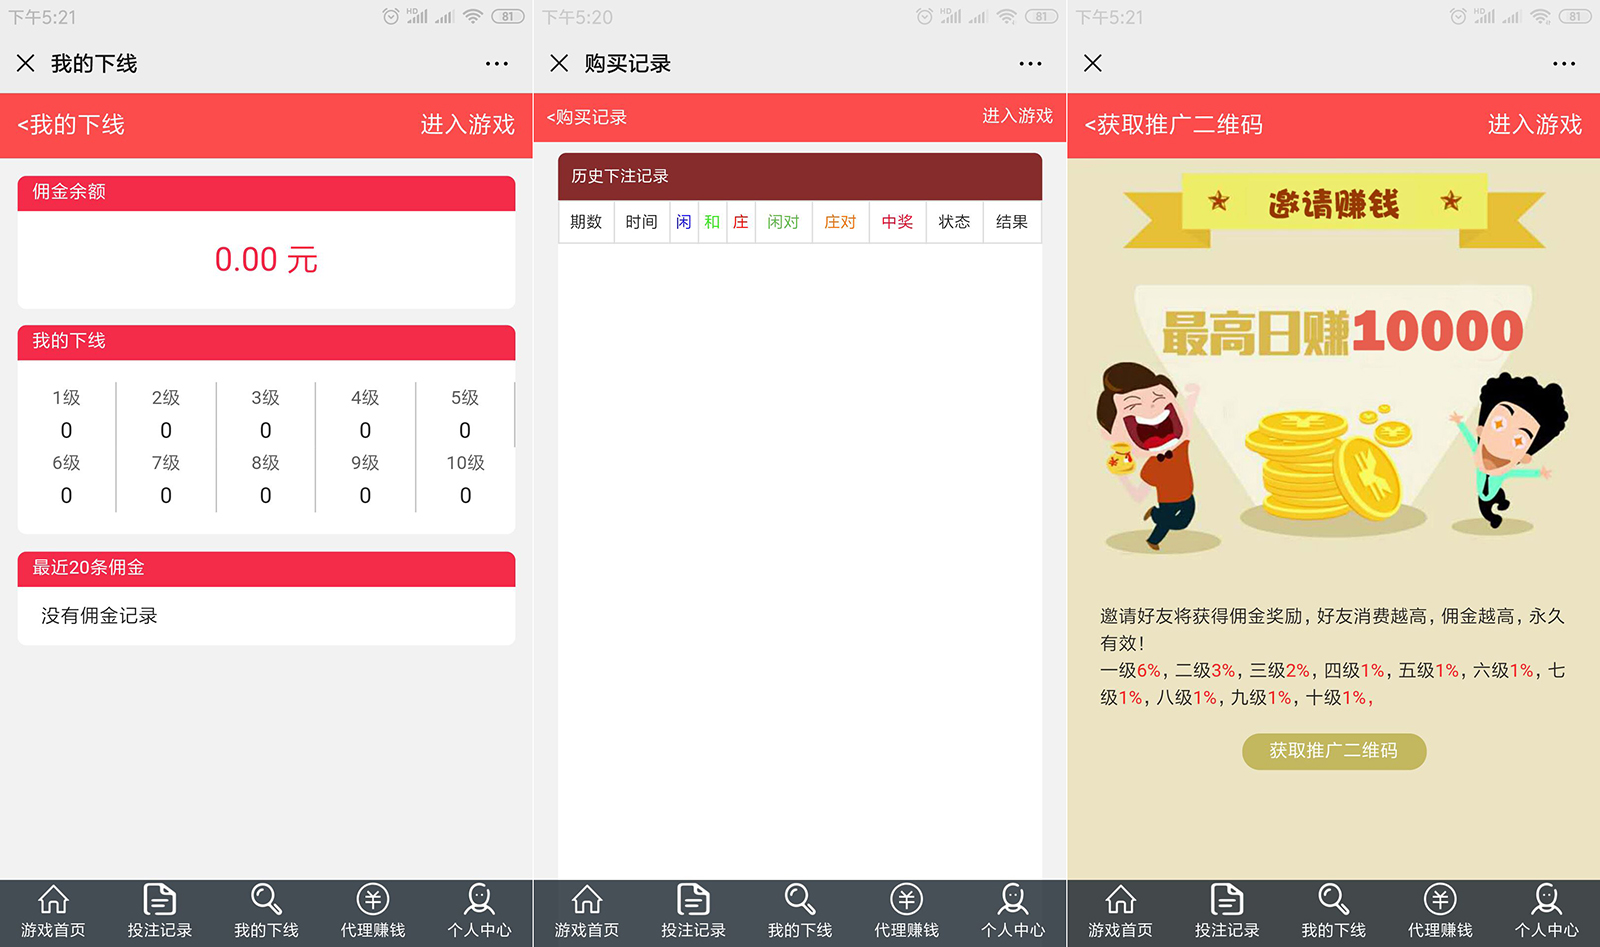 下午5:21
HD
81
我的下线
<我的下线
进入游戏
佣金余额
0.00 元
我的下线
1级 2级 3级 4级 5级
0 0 0 0 0
6级 7级 8级 9级 10级
0 0 0 0 0
最近20条佣金
没有佣金记录
游戏首页 投注记录 我的下线 代理赚钱 个人中心
下午5:20
HD
81
购买记录
<购买记录
进入游戏
历史下注记录
期数 时间 闲 和 庄 闲对 庄对 中奖 状态 结果
游戏首页 投注记录 我的下线 代理赚钱 个人中心
下午5:21
HD
81
<获取推广二维码
进入游戏
邀请赚钱
最高日赚10000
邀请好友将获得佣金奖励，好友消费越高，佣金越高，永久
有效！
一级6%，二级3%，三级2%，四级1%，五级1%，六级1%，七
级1%，八级1%，九级1%，十级1%，
获取推广二维码
游戏首页 投注记录 我的下线 代理赚钱 个人中心